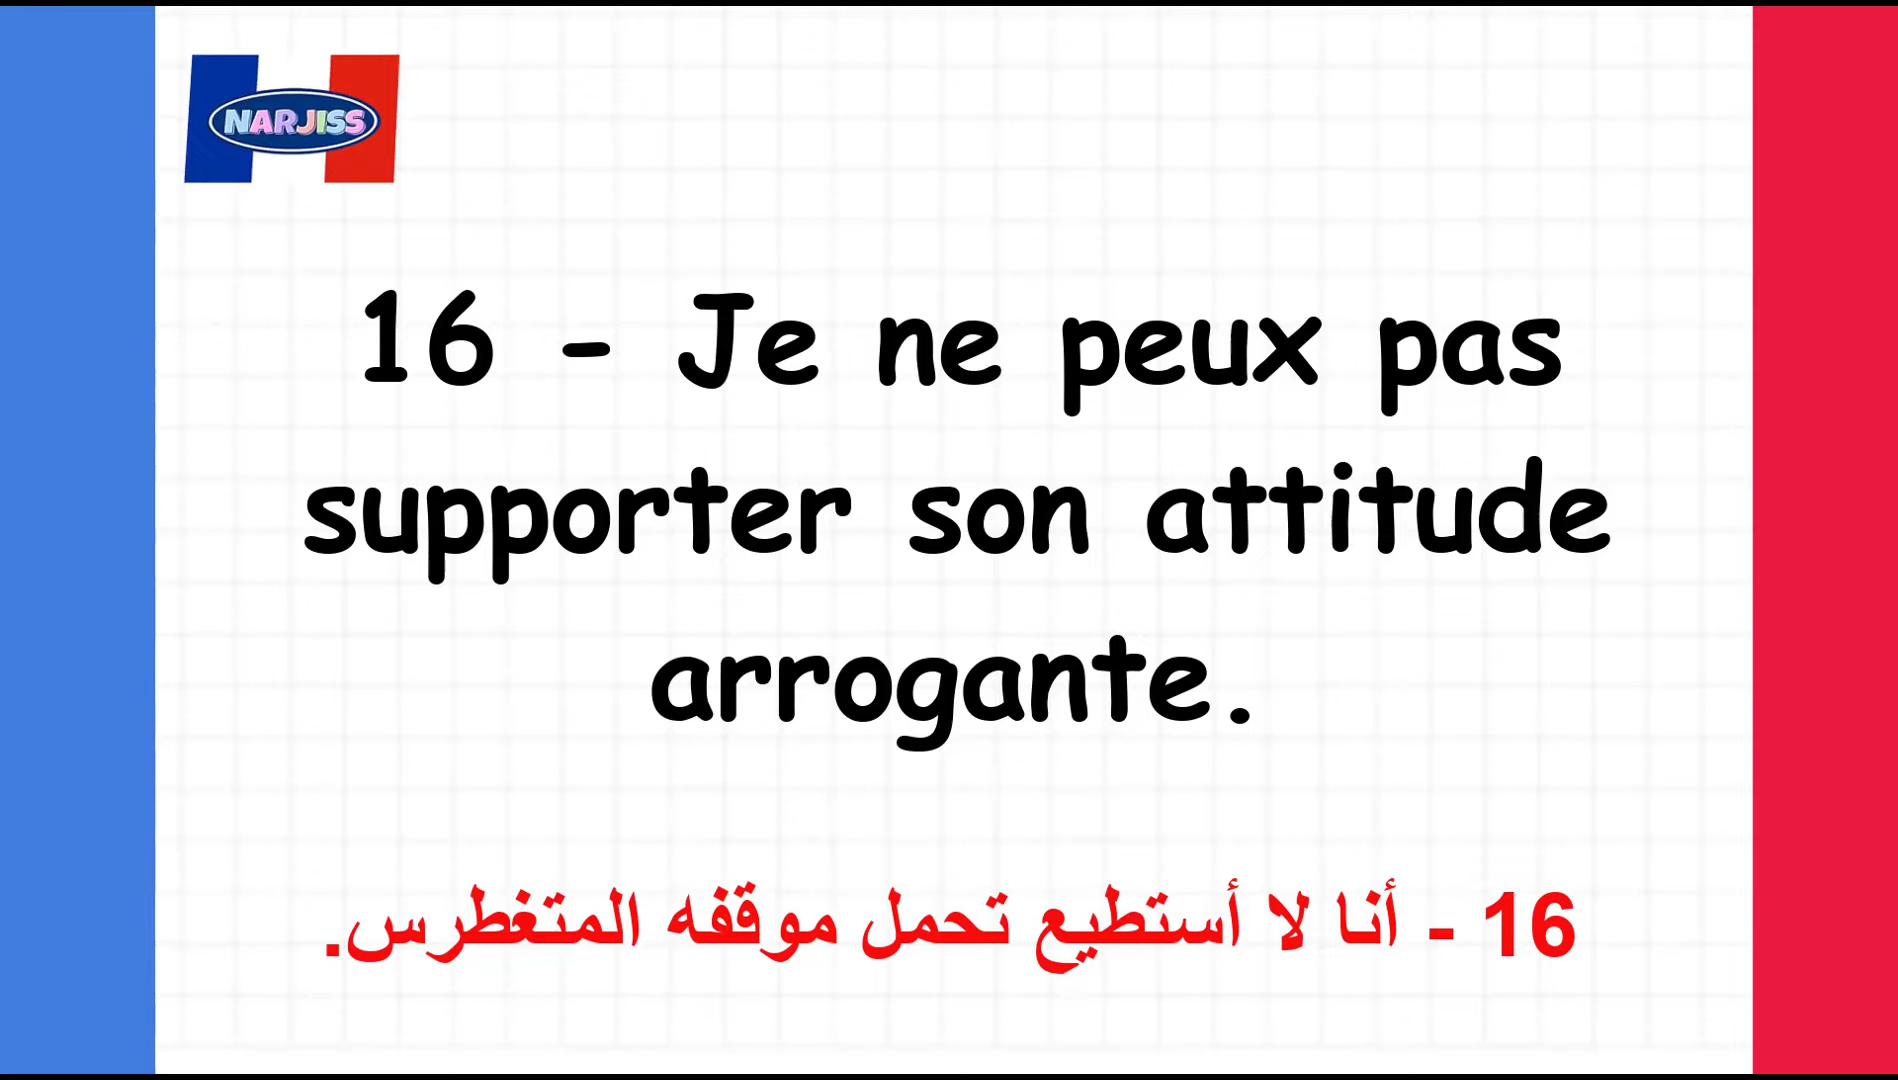 NARJISS
16 - Je ne peux pas
supporter son attitude
arrogante.
16 - أنا لا أستطيع تحمل موقفه المتغطرس.